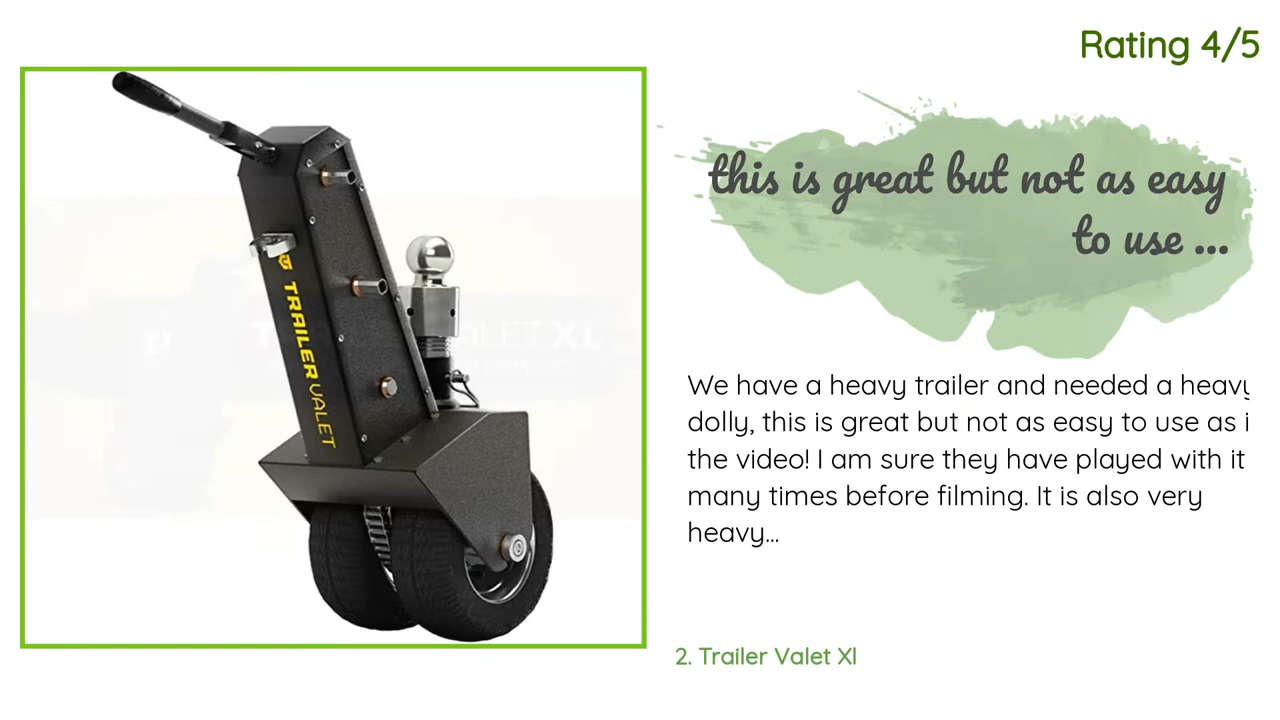 Rating 4/5
this is great but not as easy
to use ...
TRAILER VALET
VALET XL
We have a heavy trailer and needed a heavy
dolly, this is great but not as easy to use as i
the video! I am sure they have played with it
many times before filming. It is also very
heavy...
2. Trailer Valet Xl